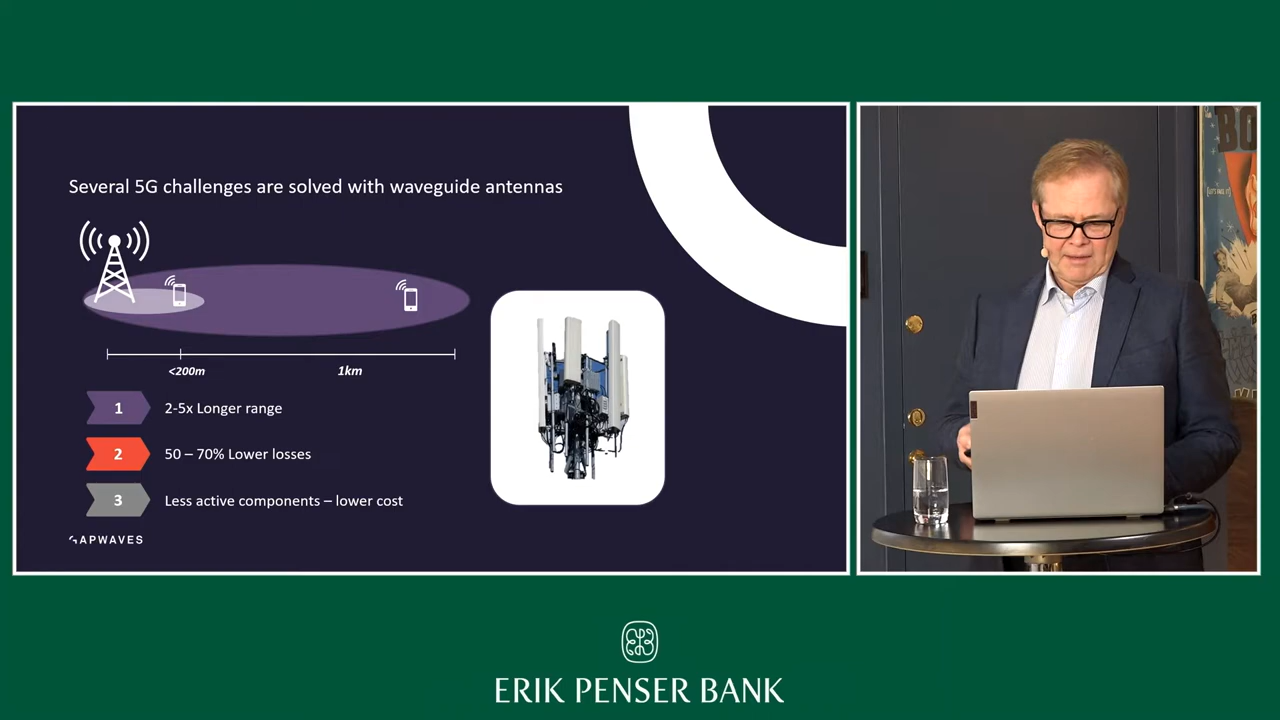 Several 5G challenges are solved with waveguide antennas
<200m
1km
1
2-5x Longer range
2
50 – 70% Lower losses
3
Less active components – lower cost
GAPWAVES
BO
ERIK PENSER BANK